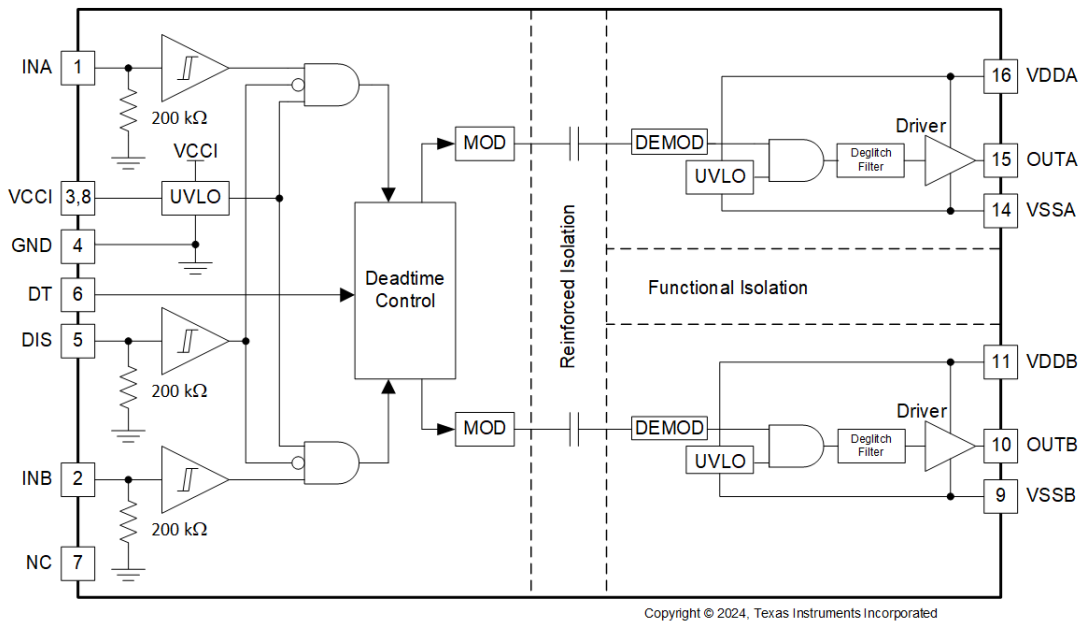 INA 1
200 kΩ
VCCI
VCCI 3,8 UVLO
GND 4
DT 6
DIS 5
200 kΩ
INB 2
200 kΩ
NC 7
Deadtime
Control
MOD
MOD
Reinforced Isolation
Functional Isolation
DEMOD
UVLO
Deglitch
Filter
Driver
16 VDDA
15 OUTA
14 VSSA
DEMOD
UVLO
Deglitch
Filter
Driver
11 VDDB
10 OUTB
9 VSSB
Copyright © 2024, Texas Instruments Incorporated